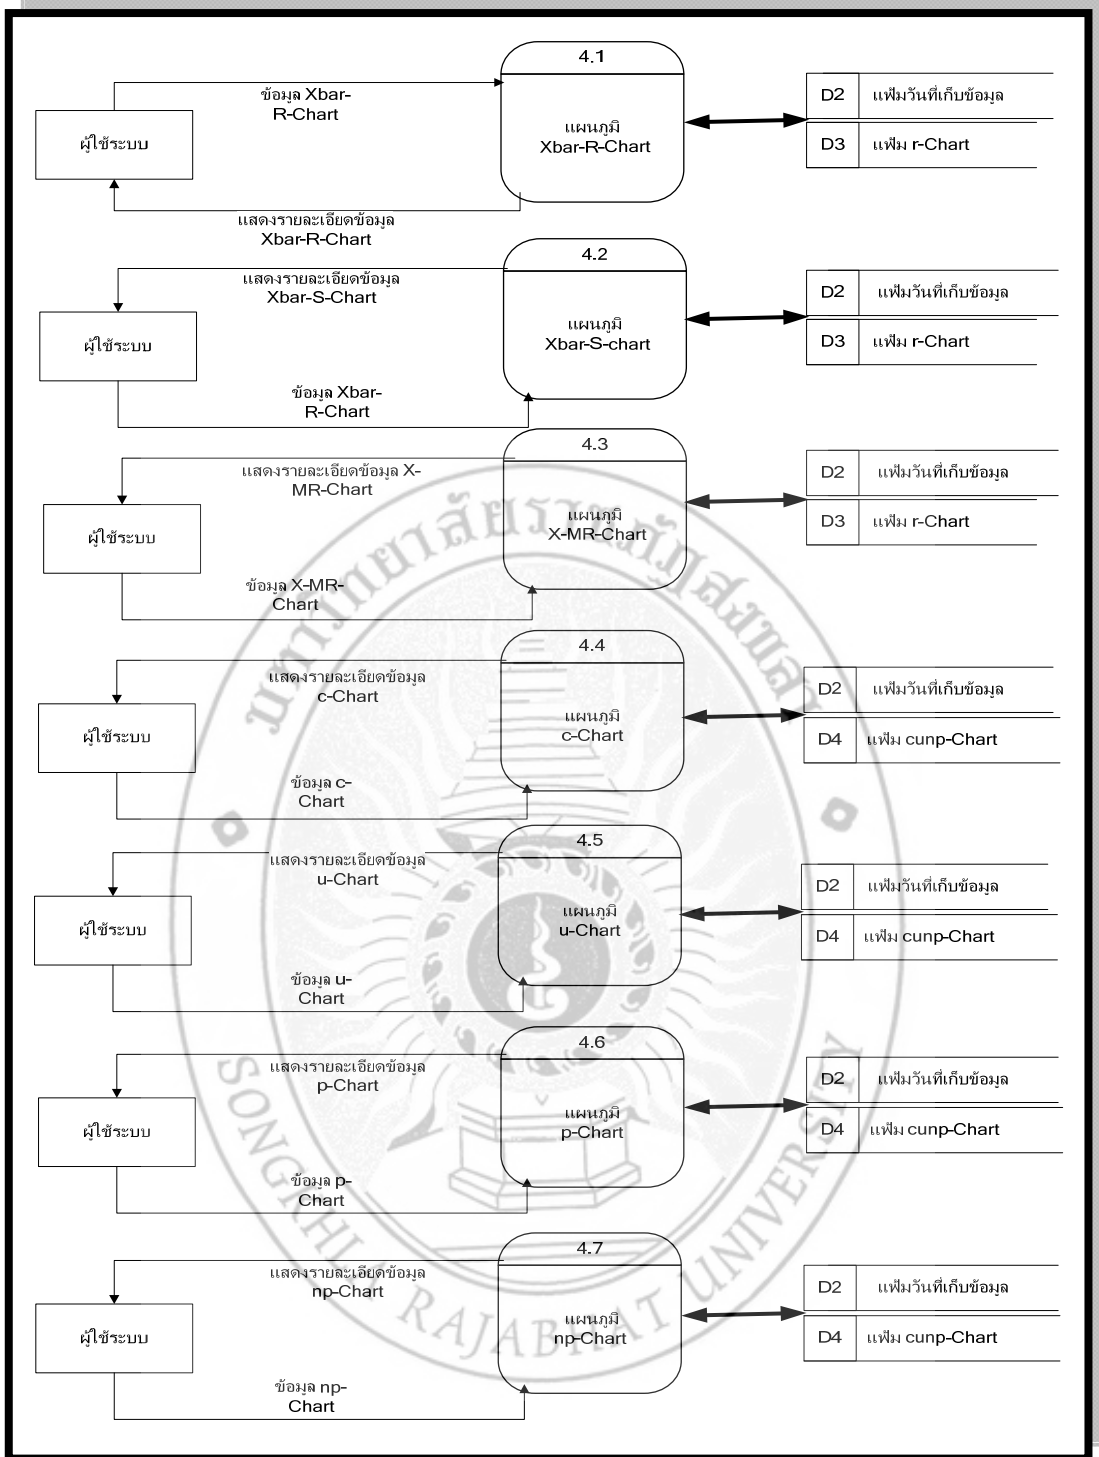 4.1
ข้อมูล Xbar-
R-Chart
ผู้ใช้ระบบ
แผนภูมิ
Xbar-R-Chart
D2 แฟ้มวันที่เก็บข้อมูล
D3 แฟ้ม r-Chart
แสดงรายละเอียดข้อมูล
Xbar-R-Chart
4.2
แสดงรายละเอียดข้อมูล
Xbar-S-Chart
ผู้ใช้ระบบ
แผนภูมิ
Xbar-S-chart
D2 แฟ้มวันที่เก็บข้อมูล
D3 แฟ้ม r-Chart
ข้อมูล Xbar-
R-Chart
4.3
แสดงรายละเอียดข้อมูล X-
MR-Chart
ผู้ใช้ระบบ
แผนภูมิ
X-MR-Chart
D2 แฟ้มวันที่เก็บข้อมูล
D3 แฟ้ม r-Chart
ข้อมูล X-MR-
Chart
4.4
แสดงรายละเอียดข้อมูล
c-Chart
ผู้ใช้ระบบ
แผนภูมิ
c-Chart
D2 แฟ้มวันที่เก็บข้อมูล
D4 แฟ้ม cunp-Chart
ข้อมูล c-
Chart
4.5
แสดงรายละเอียดข้อมูล
u-Chart
ผู้ใช้ระบบ
แผนภูมิ
u-Chart
D2 แฟ้มวันที่เก็บข้อมูล
D4 แฟ้ม cunp-Chart
ข้อมูล u-
Chart
4.6
แสดงรายละเอียดข้อมูล
p-Chart
ผู้ใช้ระบบ
แผนภูมิ
p-Chart
D2 แฟ้มวันที่เก็บข้อมูล
D4 แฟ้ม cunp-Chart
ข้อมูล p-
Chart
4.7
แสดงรายละเอียดข้อมูล
np-Chart
ผู้ใช้ระบบ
แผนภูมิ
np-Chart
D2 แฟ้มวันที่เก็บข้อมูล
D4 แฟ้ม cunp-Chart
ข้อมูล np-
Chart
มหาวิทยาลัยราชภัฏสงขลา
SONGKHLA RAJABHAT UNIVERSITY